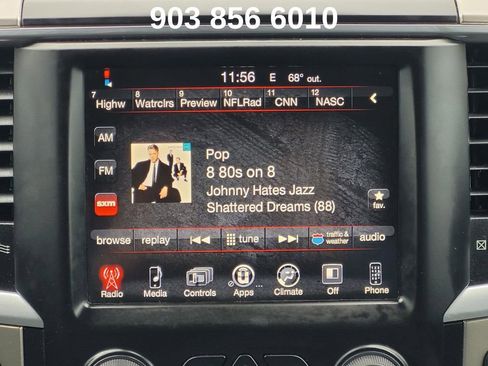 903 856 6010
11:56 E 68° out.
7 8 9 10 11 12
Highw Watrclrs Preview NFLRad CNN NASC
AM
Pop
8 80s on 8
FM
Johnny Hates Jazz
sxm
Shattered Dreams (88)
fav.
browse replay tune traffic & weather audio
Radio Media Controls Apps Climate Off Phone